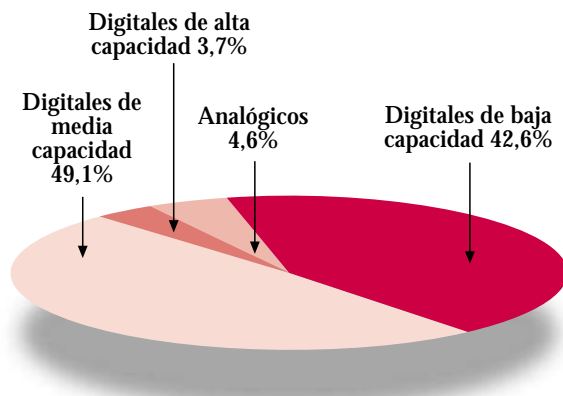 Digitales de alta
capacidad 3,7%
Digitales de
media
capacidad
49,1%
Analógicos
4,6%
Digitales de baja
capacidad 42,6%